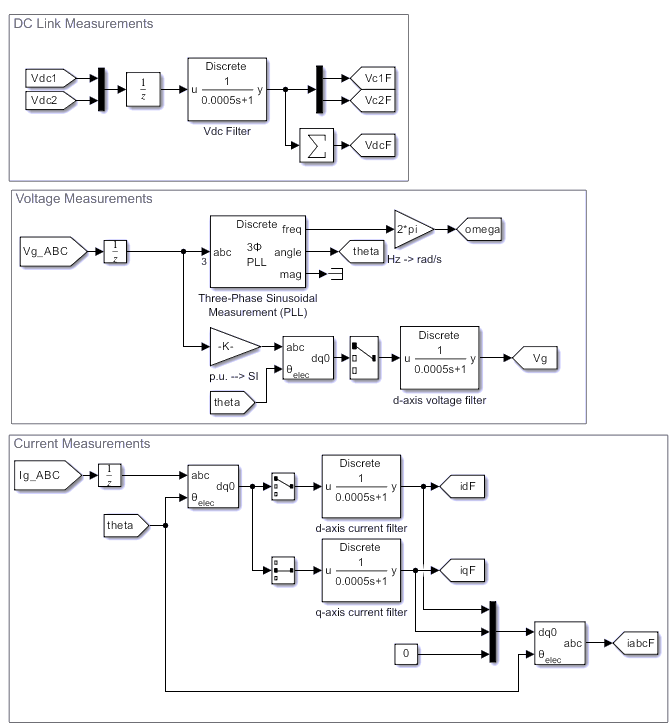 DC Link Measurements
Vdc1
Vdc2
1
z
Discrete
u
1
0.0005s+1
y
Vdc Filter
Vc1F
Vc2F
∑
VdcF
Voltage Measurements
Vg_ABC
1
z
3
Discrete
abc
3Φ
PLL
freq
angle
mag
Three-Phase Sinusoidal
Measurement (PLL)
2*pi
Hz -> rad/s
omega
theta
-K-
p.u. --> SI
theta
abc
θelec
dq0
Discrete
u
1
0.0005s+1
y
d-axis voltage filter
Vg
Current Measurements
Ig_ABC
1
z
theta
abc
θelec
dq0
Discrete
u
1
0.0005s+1
y
d-axis current filter
idF
Discrete
u
1
0.0005s+1
y
q-axis current filter
iqF
0
dq0
θelec
abc
iabcF